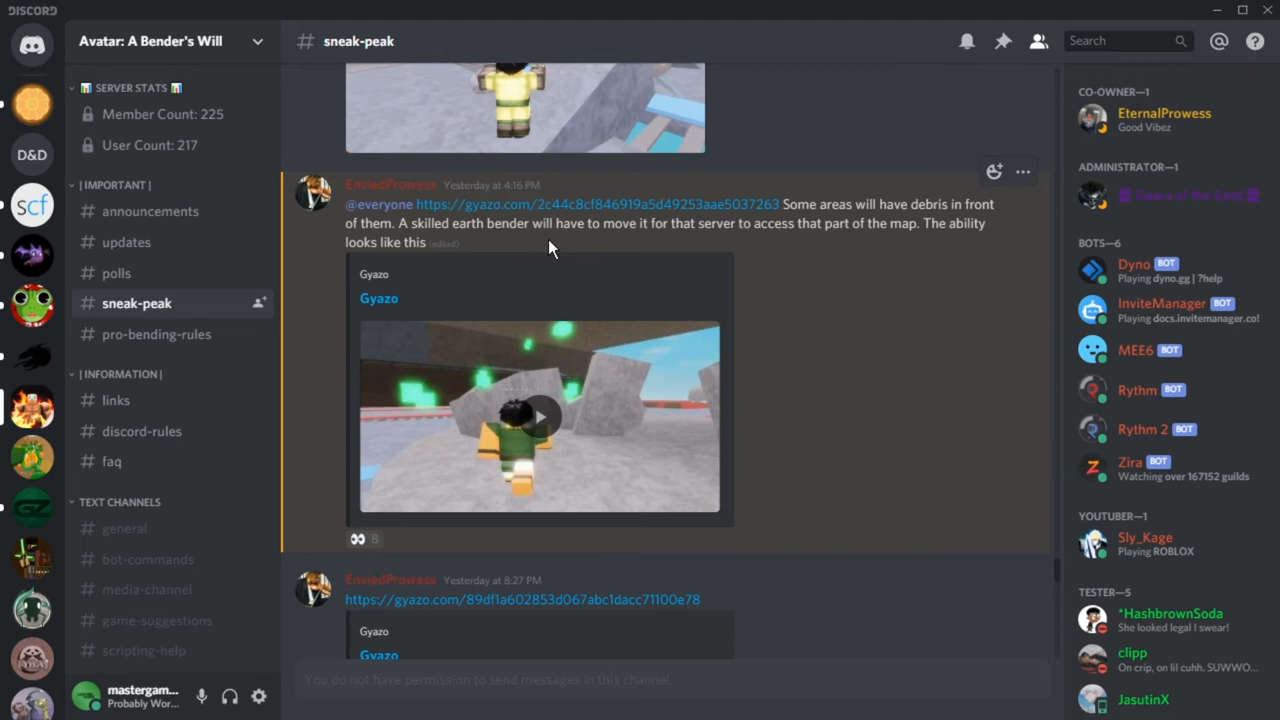 DISCORD
Avatar: A Bender's Will
# sneak-peak
Search
SERVER STATS
Member Count: 225
User Count: 217
| IMPORTANT |
# announcements
# updates
# polls
# sneak-peak
# pro-bending-rules
| INFORMATION |
# links
# discord-rules
# faq
TEXT CHANNELS
# general
# bot-commands
# media-channel
# game-suggestions
# scripting-help
mastergam...
Probably Wor...
D&D
scf
EnviedProwess Yesterday at 4:16 PM
@everyone https://gyazo.com/2c44c8cf846919a5d49253aae5037263 Some areas will have debris in front
of them. A skilled earth bender will have to move it for that server to access that part of the map. The ability
looks like this (edited)
Gyazo
Gyazo
8
EnviedProwess Yesterday at 8:27 PM
https://gyazo.com/89df1a602853d067abc1dacc71100e78
Gyazo
Gyazo
You do not have permission to send messages in this channel.
CO-OWNER—1
EternalProwess
Good Vibez
ADMINISTRATOR—1
Gaara of the Sand
BOTS—6
Dyno BOT
Playing dyno.gg | ?help
InviteManager BOT
Playing docs.invitemanager.co!
MEE6 BOT
Rythm BOT
Rythm 2 BOT
Zira BOT
Watching over 167152 guilds
YOUTUBER—1
Sly_Kage
Playing ROBLOX
TESTER—5
*HashbrownSoda
She looked legal I swear!
clipp
On crip, on lil cuhh. SUWWO...
JasutinX